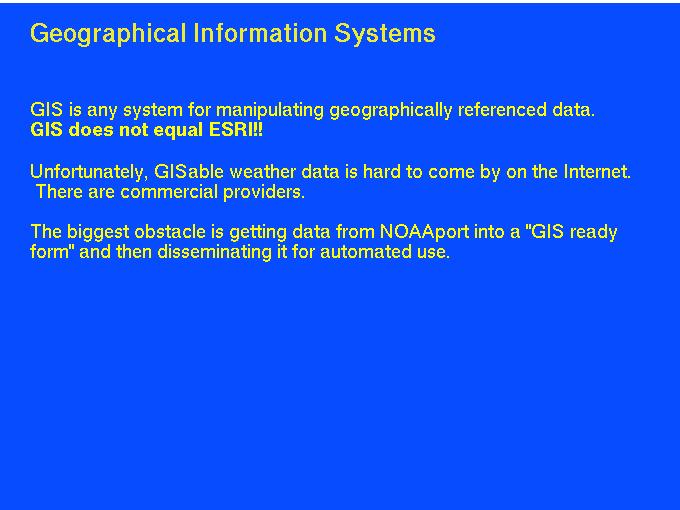 Geographical Information Systems
GIS is any system for manipulating geographically referenced data.
GIS does not equal ESRI!!
Unfortunately, GISable weather data is hard to come by on the Internet.
There are commercial providers.
The biggest obstacle is getting data from NOAAport into a "GIS ready
form" and then disseminating it for automated use.